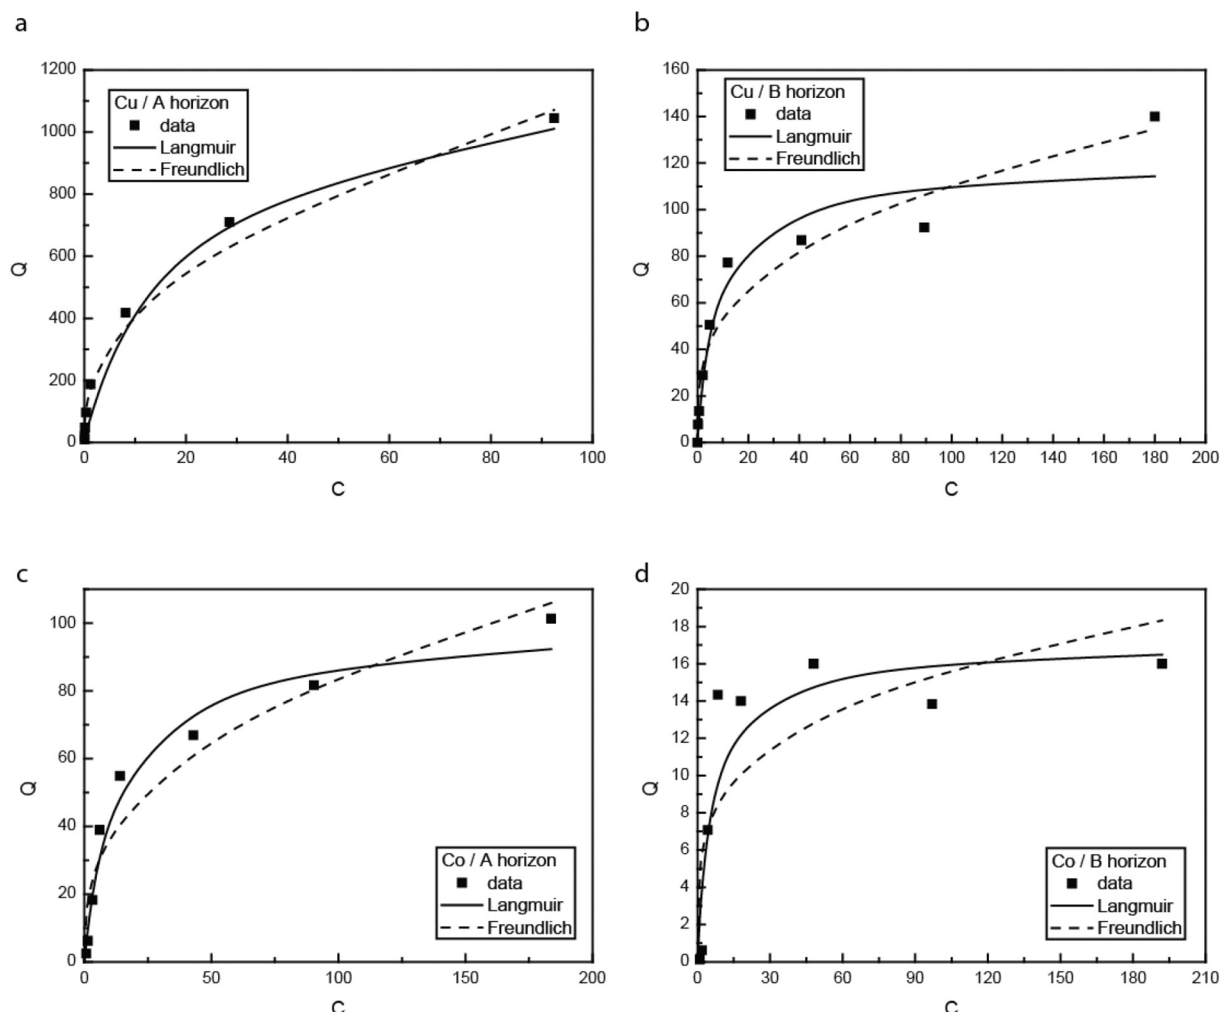 a
1200
1000
800
600
400
200
0
Q
Cu / A horizon
data
Langmuir
Freundlich
0 20 40 60 80 100
C
b
160
140
120
100
80
60
40
20
0
Q
Cu / B horizon
data
Langmuir
Freundlich
0 20 40 60 80 100 120 140 160 180 200
C
c
100
80
60
40
20
0
Q
Co / A horizon
data
Langmuir
Freundlich
0 50 100 150 200
C
d
20
18
16
14
12
10
8
6
4
2
0
Q
Co / B horizon
data
Langmuir
Freundlich
0 30 60 90 120 150 180 210
C